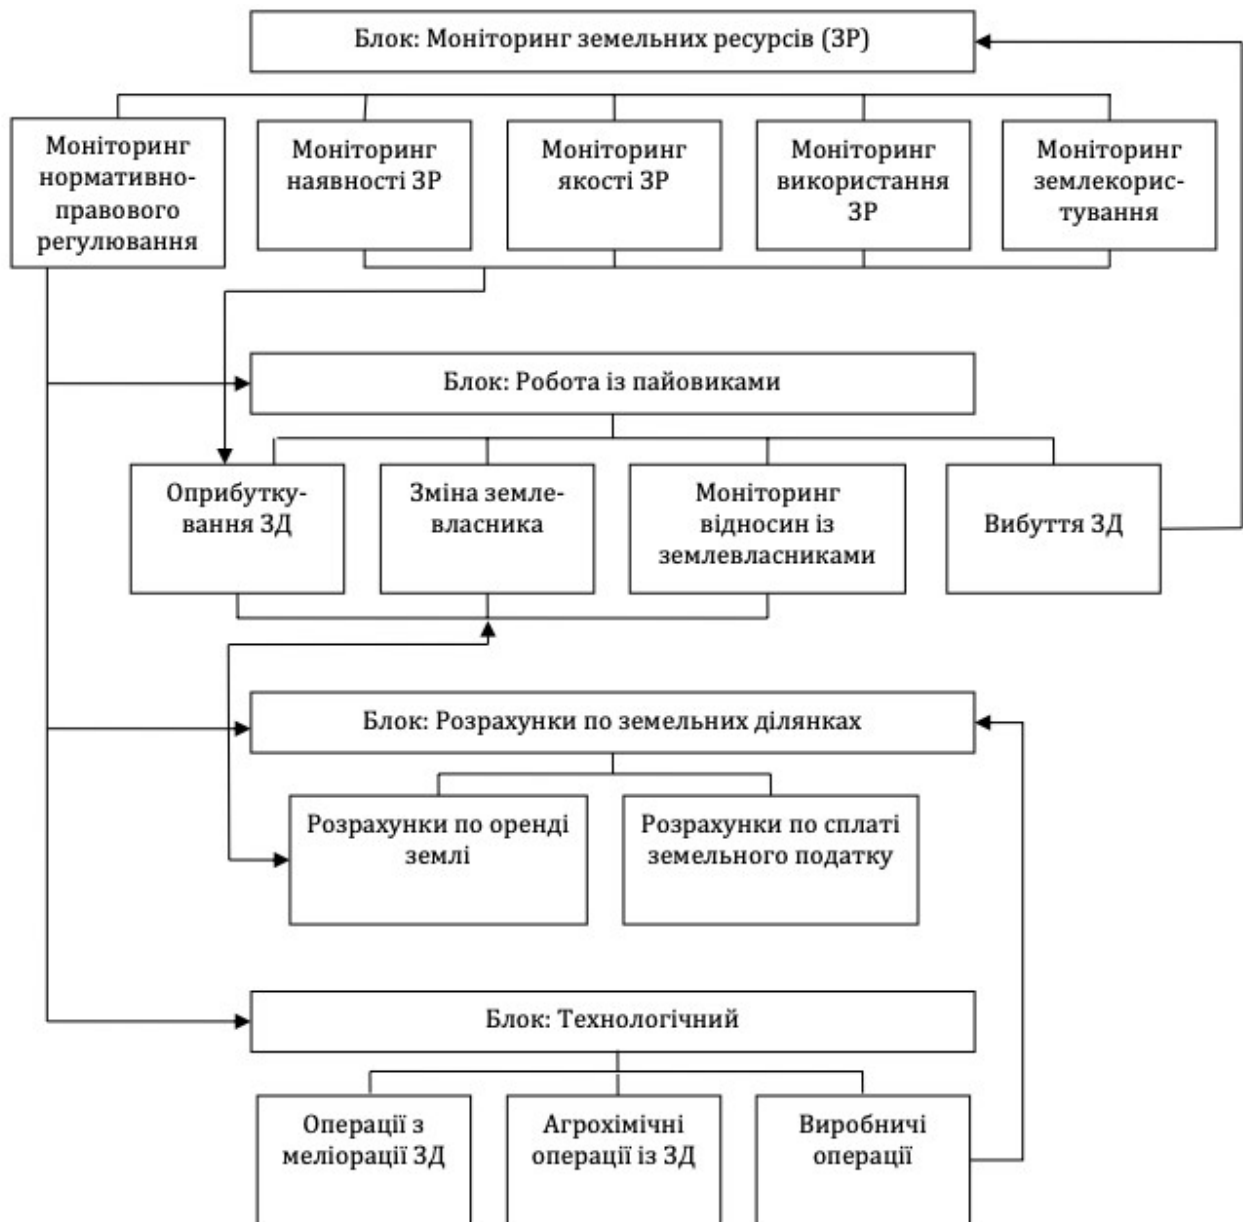 Блок: Моніторинг земельних ресурсів (ЗР)
Моніторинг
нормативно-
правового
регулювання
Моніторинг
наявності ЗР
Моніторинг
якості ЗР
Моніторинг
використання
ЗР
Моніторинг
землекорис-
тування
Блок: Робота із пайовиками
Оприбутку-
вання ЗД
Зміна земле-
власника
Моніторинг
відносин із
землевласниками
Вибуття ЗД
Блок: Розрахунки по земельних ділянках
Розрахунки по оренді
землі
Розрахунки по сплаті
земельного податку
Блок: Технологічний
Операції з
меліорації ЗД
Агрохімічні
операції із ЗД
Виробничі
операції